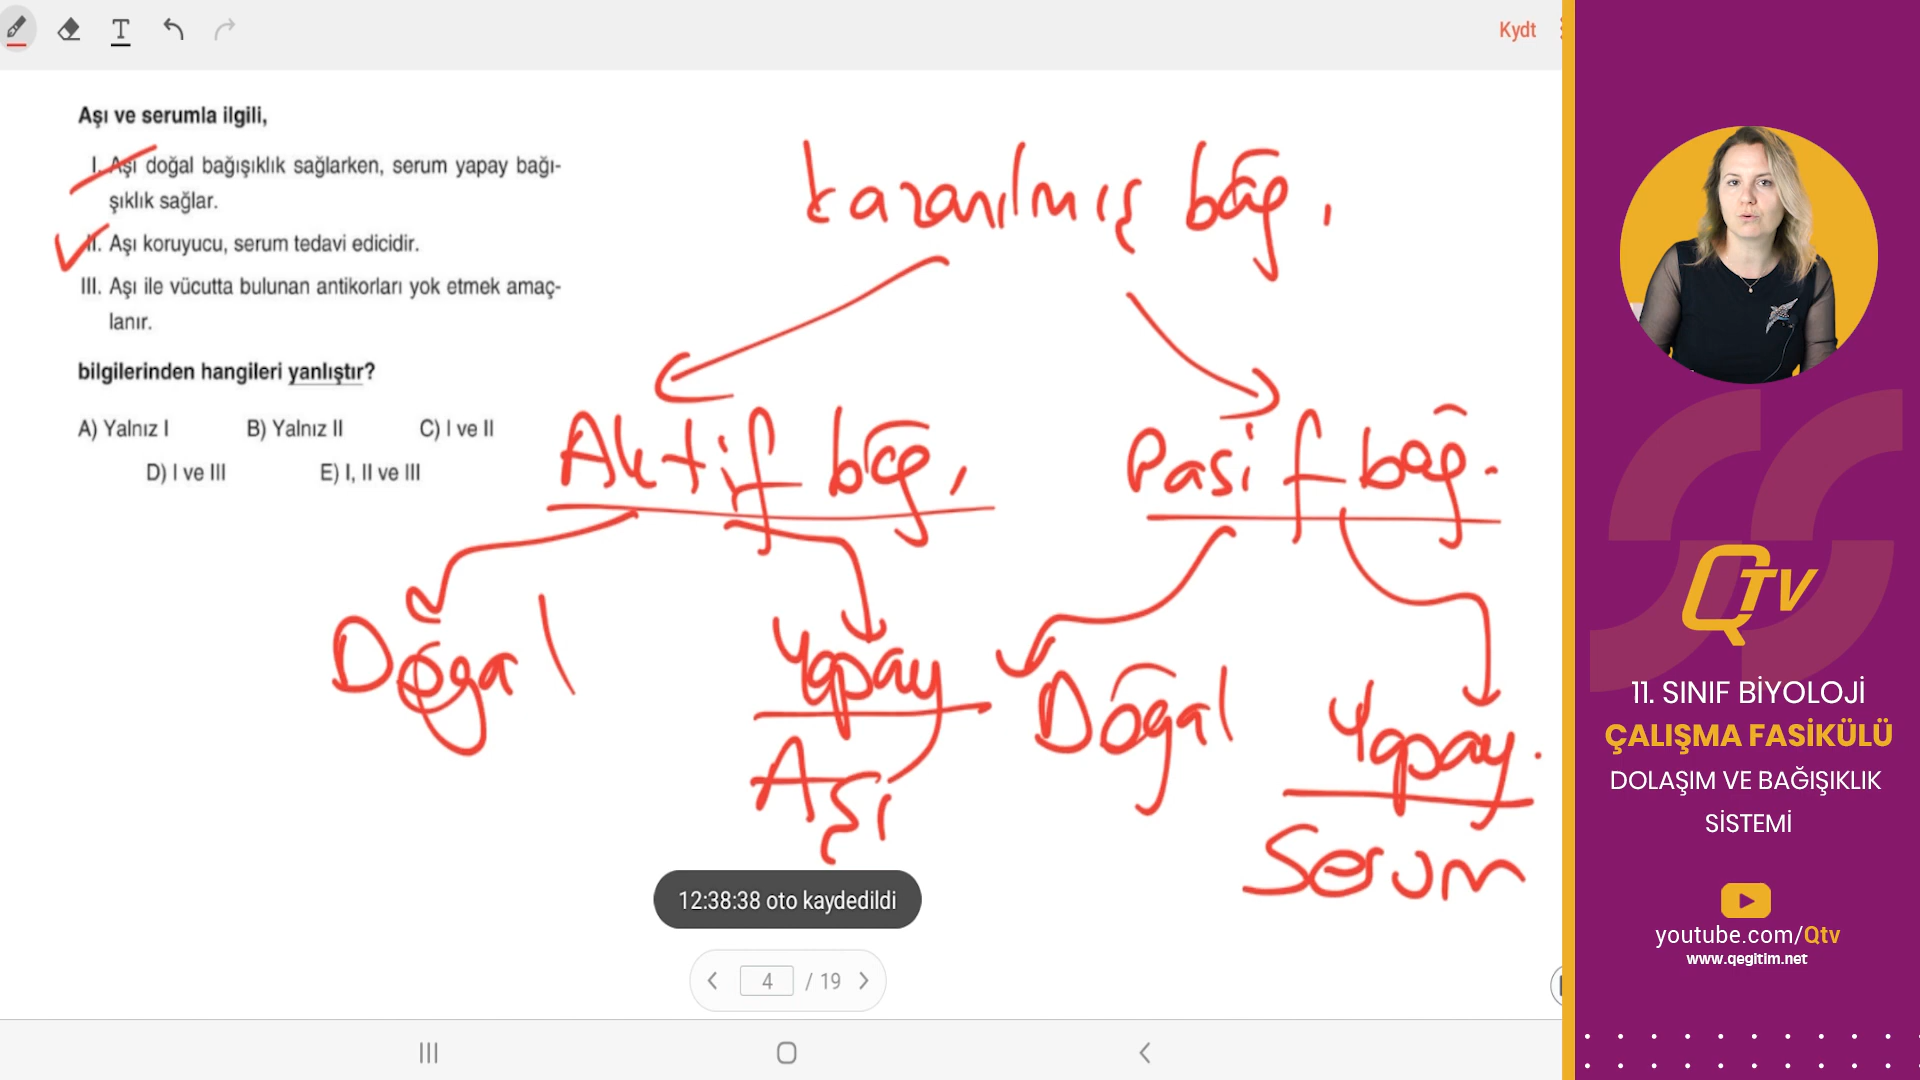 T
Kydt
Aşı ve serumla ilgili,
I. Aşı doğal bağışıklık sağlarken, serum yapay bağı-
şıklık sağlar.
II. Aşı koruyucu, serum tedavi edicidir.
III. Aşı ile vücutta bulunan antikorları yok etmek amaç-
lanır.
bilgilerinden hangileri yanlıştır?
A) Yalnız I B) Yalnız II C) I ve II
D) I ve III E) I, II ve III
kazanılmış bağ.
Aktif bağ. Pasif bağ.
Doğal Yapay Doğal Yapay.
Aşı Serum
12:38:38 oto kaydedildi
4 / 19
QTV
11. SINIF BİYOLOJİ
ÇALIŞMA FASİKÜLÜ
DOLAŞIM VE BAĞIŞIKLIK
SİSTEMİ
youtube.com/Qtv
www.qegitim.net